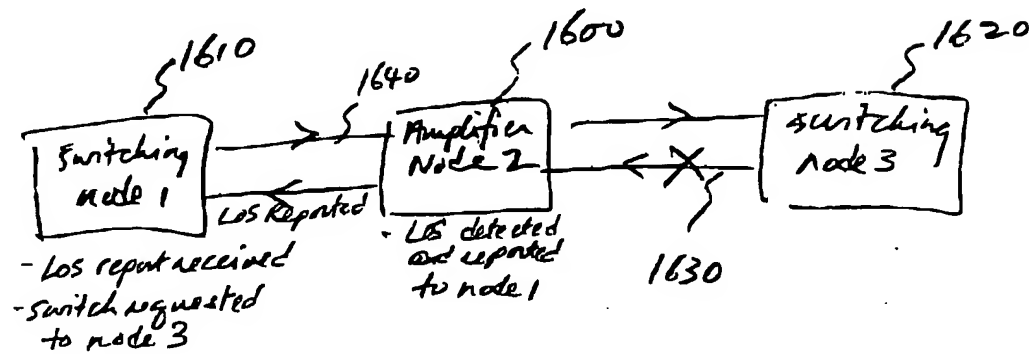 1610
1640
1600
1620
Switching
node 1
Amplifier
Node 2
Switching
node 3
LOS Reported
- LOS report received
- Switch requested
to node 3
- LOS detected
and reported
to node 1
1630